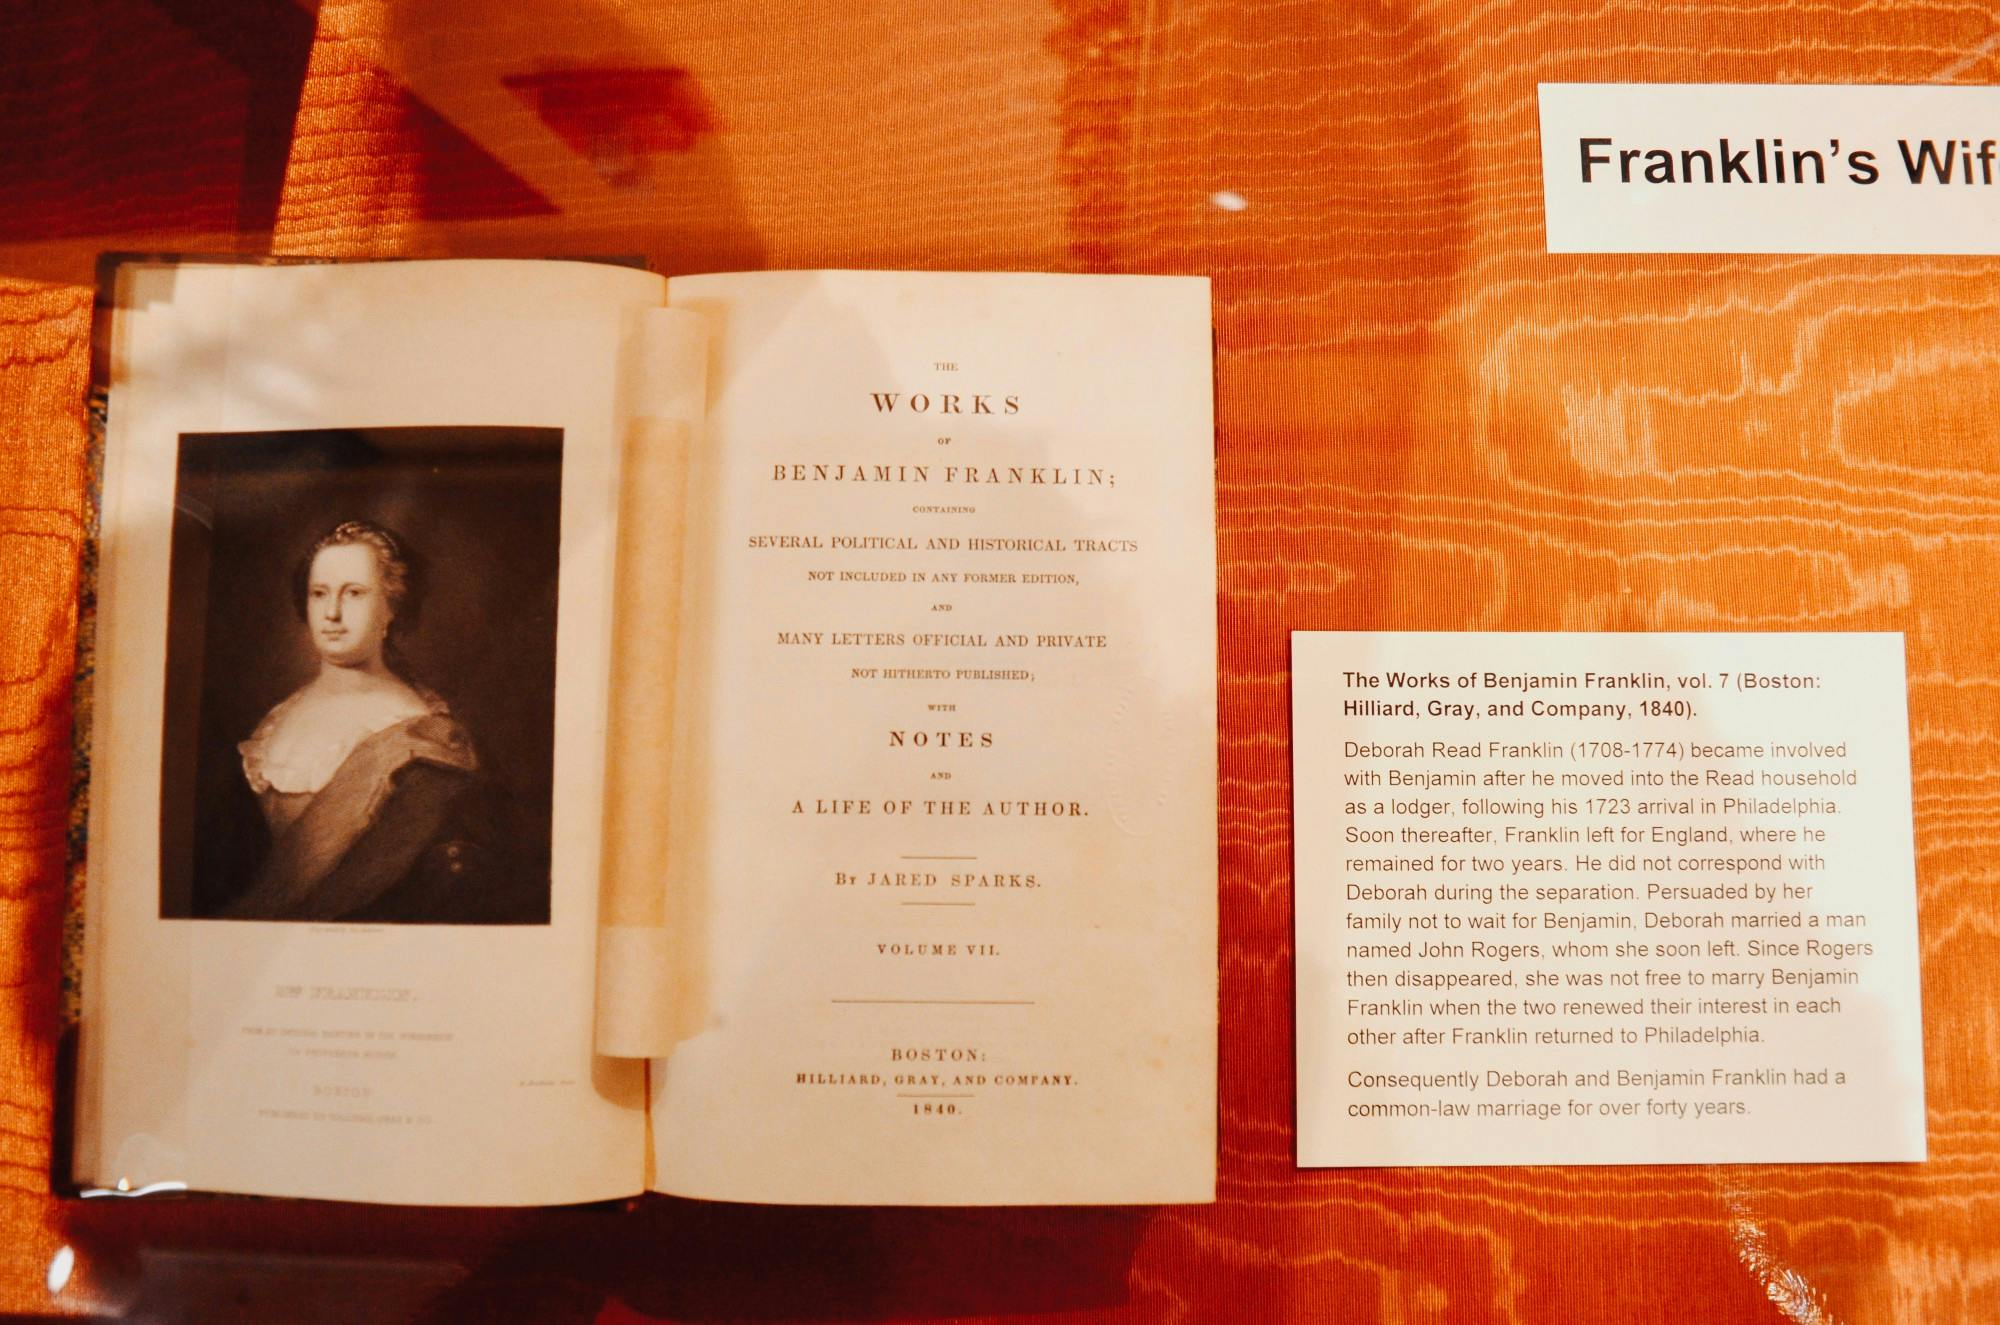 Franklin's Wif
MRS FRANKLIN.
BOSTON
THE
WORKS
OF
BENJAMIN FRANKLIN;
CONTAINING
SEVERAL POLITICAL AND HISTORICAL TRACTS
NOT INCLUDED IN ANY FORMER EDITION,
AND
MANY LETTERS OFFICIAL AND PRIVATE
NOT HITHERTO PUBLISHED;
WITH
NOTES
AND
A LIFE OF THE AUTHOR.
By JARED SPARKS.
VOLUME VII.
BOSTON:
HILLIARD, GRAY, AND COMPANY.
1840.
The Works of Benjamin Franklin, vol. 7 (Boston:
Hilliard, Gray, and Company, 1840).
Deborah Read Franklin (1708-1774) became involved
with Benjamin after he moved into the Read household
as a lodger, following his 1723 arrival in Philadelphia.
Soon thereafter, Franklin left for England, where he
remained for two years. He did not correspond with
Deborah during the separation. Persuaded by her
family not to wait for Benjamin, Deborah married a man
named John Rogers, whom she soon left. Since Rogers
then disappeared, she was not free to marry Benjamin
Franklin when the two renewed their interest in each
other after Franklin returned to Philadelphia.
Consequently Deborah and Benjamin Franklin had a
common-law marriage for over forty years.